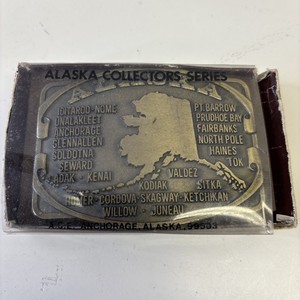 ALASKA COLLECTORS SERIES
ALASKA
IDITAROD-NOME
UNALAKLEET
ANCHORAGE
GLENNALLEN
SOLDOTNA
SEWARD
KENAI
PT. BARROW
PRUDHOE BAY
FAIRBANKS
NORTH POLE
HAINES
TOK
VALDEZ
KODIAK SITKA
HOMER-CORDOVA-SKAGWAY-KETCHIKAN
WILLOW - JUNEAU
ANCHORAGE, ALASKA, 99503